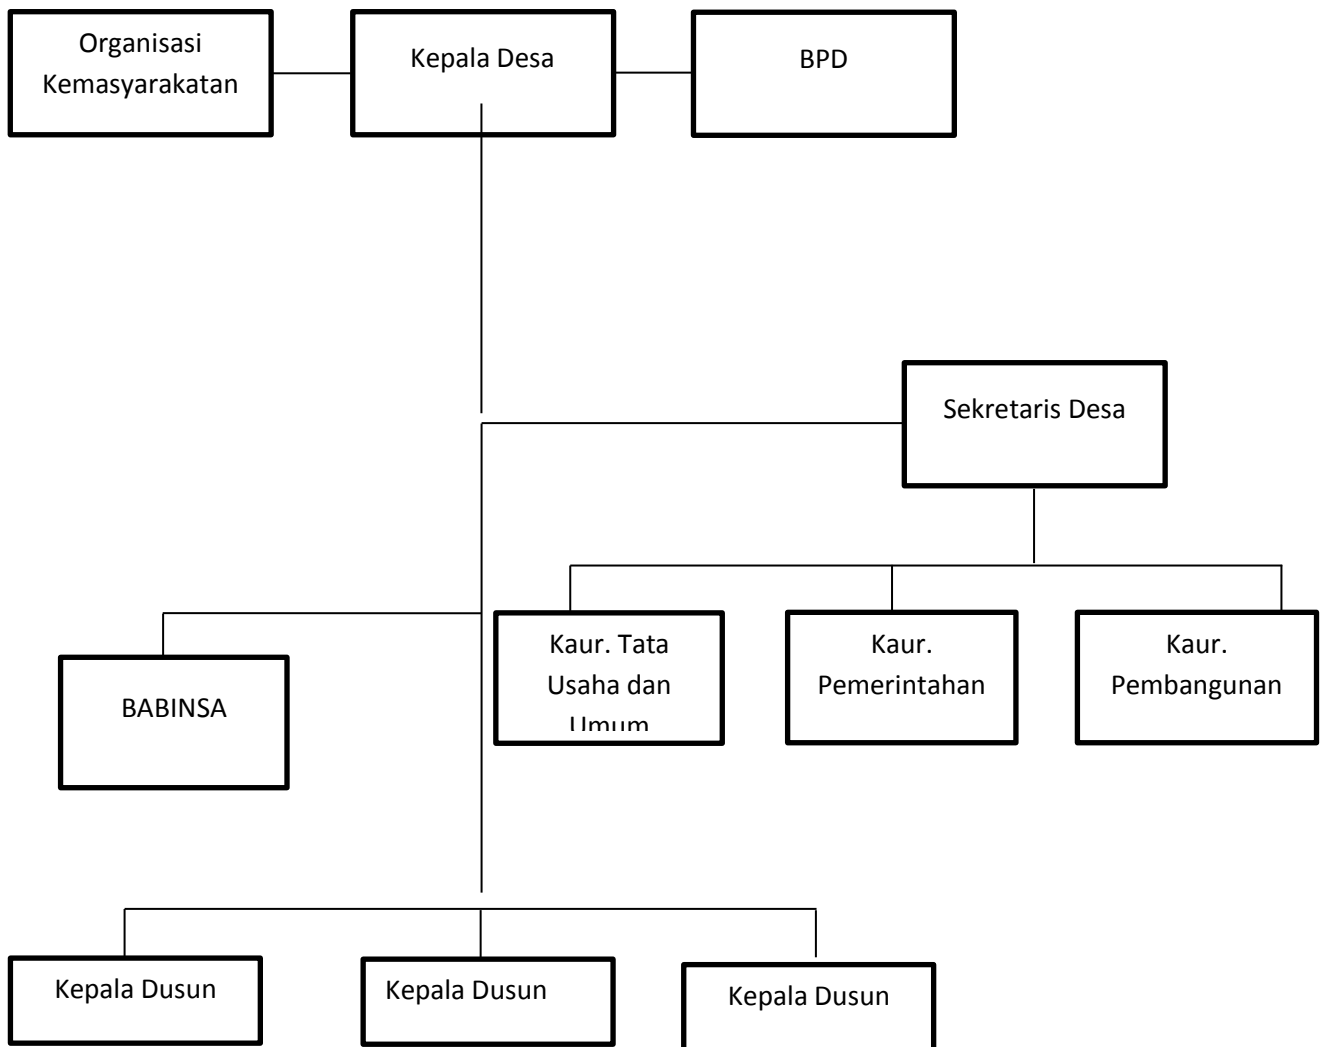 Organisasi
Kemasyarakatan
Kepala Desa
BPD
Sekretaris Desa
Kaur. Tata
Usaha dan
Umum
Kaur.
Pemerintahan
Kaur.
Pembangunan
BABINSA
Kepala Dusun
Kepala Dusun
Kepala Dusun